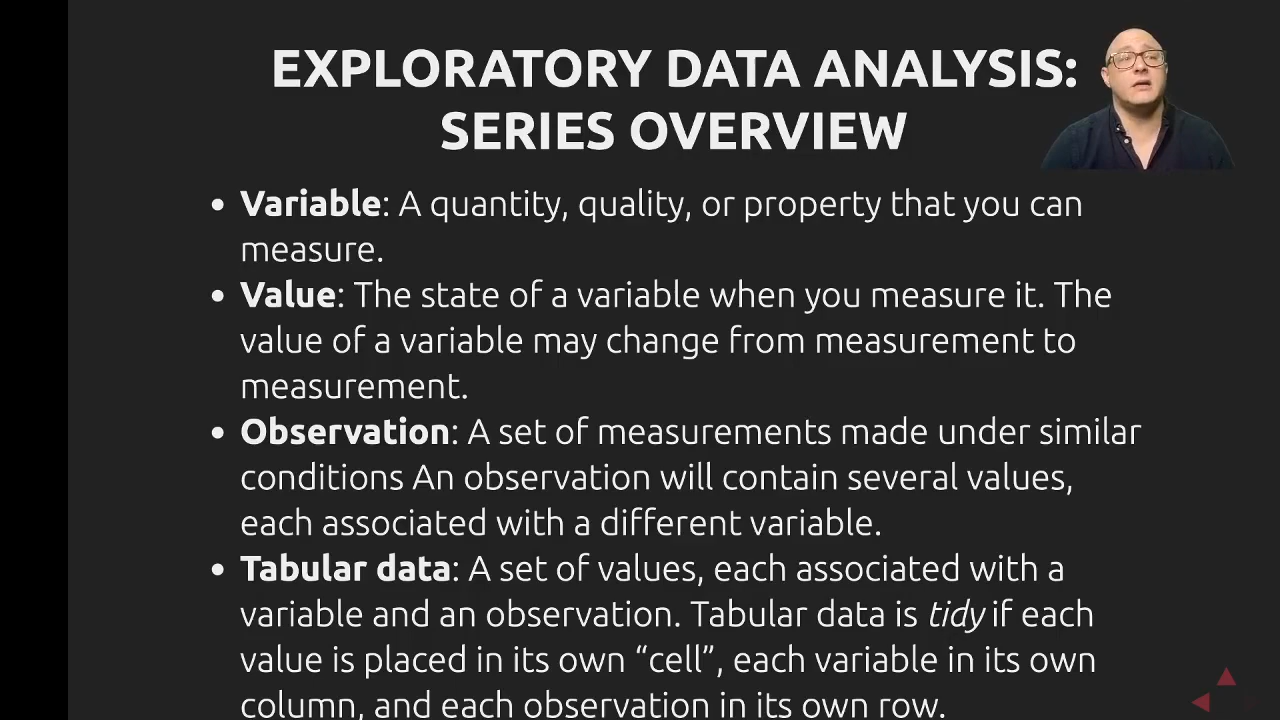 EXPLORATORY DATA ANALYSIS:
SERIES OVERVIEW
• Variable: A quantity, quality, or property that you can
measure.
• Value: The state of a variable when you measure it. The
value of a variable may change from measurement to
measurement.
• Observation: A set of measurements made under similar
conditions An observation will contain several values,
each associated with a different variable.
• Tabular data: A set of values, each associated with a
variable and an observation. Tabular data is tidy if each
value is placed in its own “cell”, each variable in its own
column, and each observation in its own row.